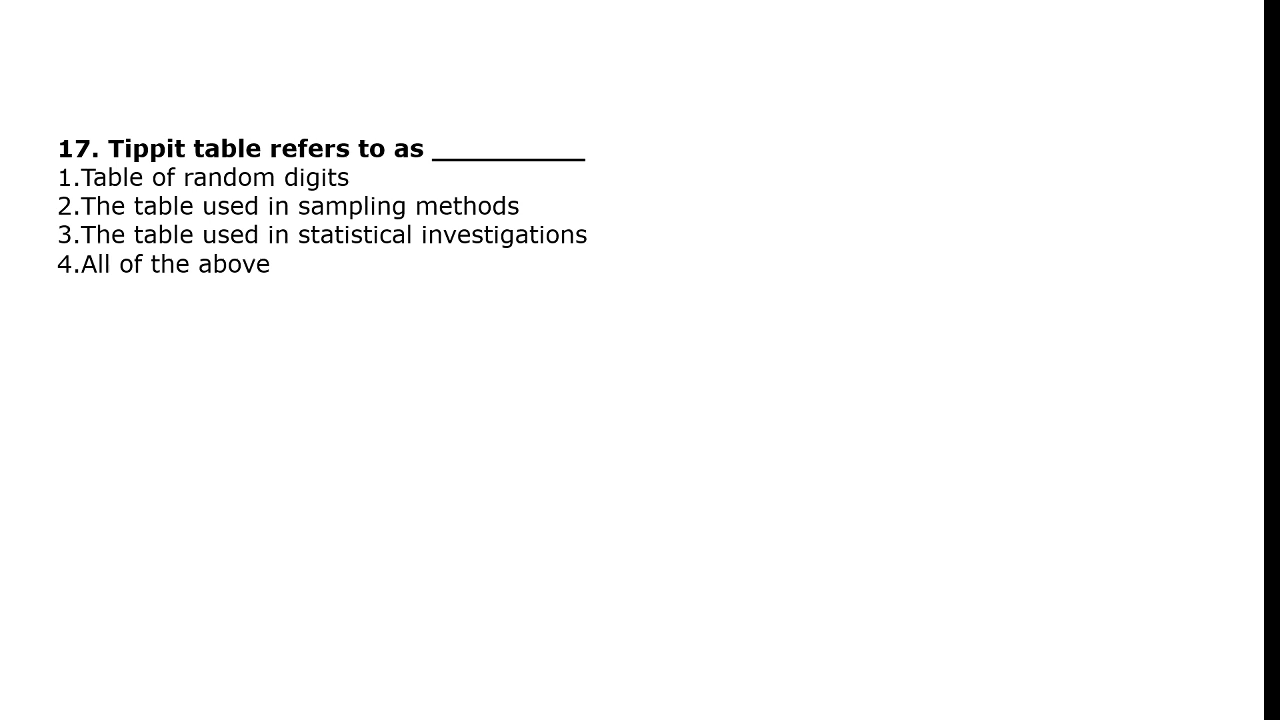 17. Tippit table refers to as ____________
1.Table of random digits
2.The table used in sampling methods
3.The table used in statistical investigations
4.All of the above